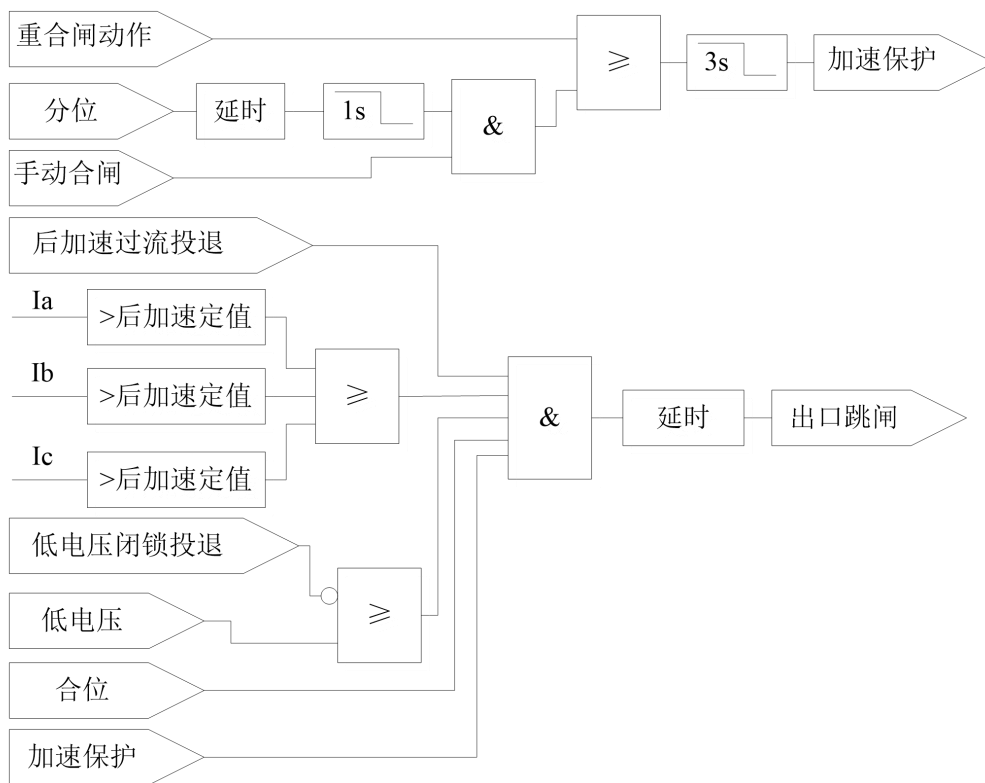 重合闸动作
≥
3s
加速保护
分位
延时
1s
&
手动合闸
后加速过流投退
Ia
>后加速定值
Ib
>后加速定值
≥
Ic
>后加速定值
&
延时
出口跳闸
低电压闭锁投退
≥
低电压
合位
加速保护